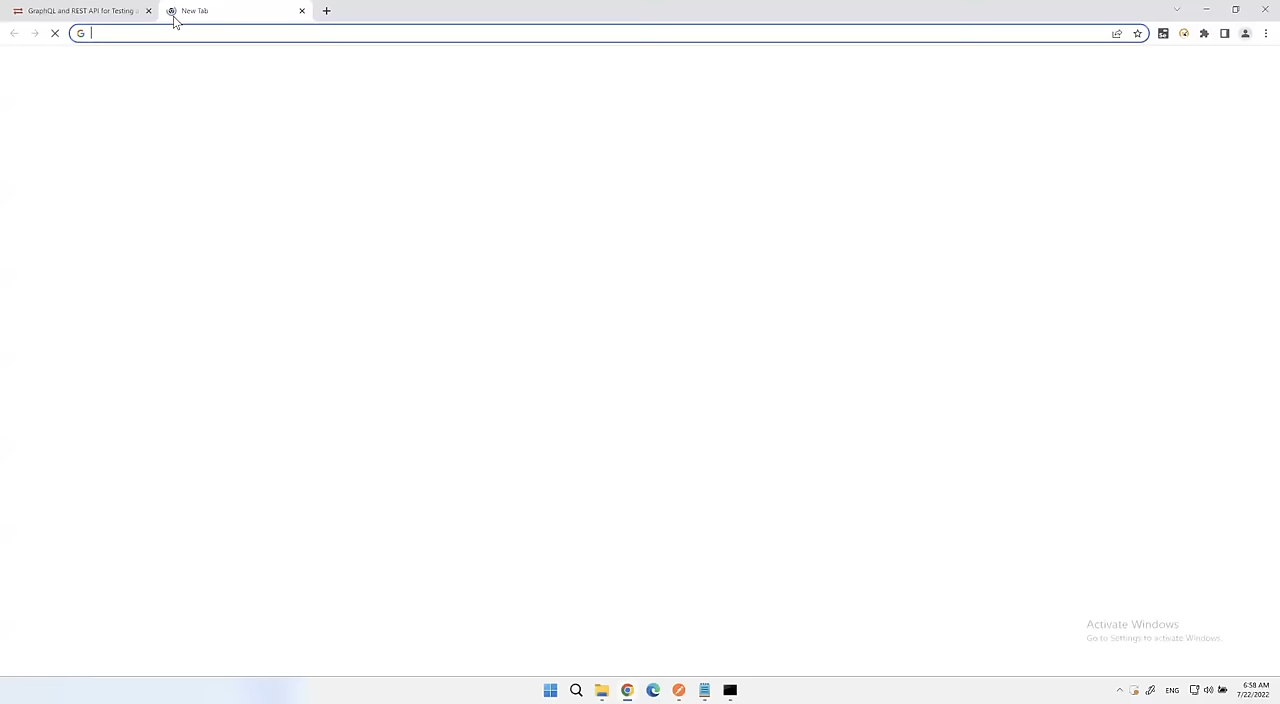 GraphQL and REST API for Testing
New Tab
Activate Windows
Go to Settings to activate Windows.
ENG
6:58 AM
7/22/2022